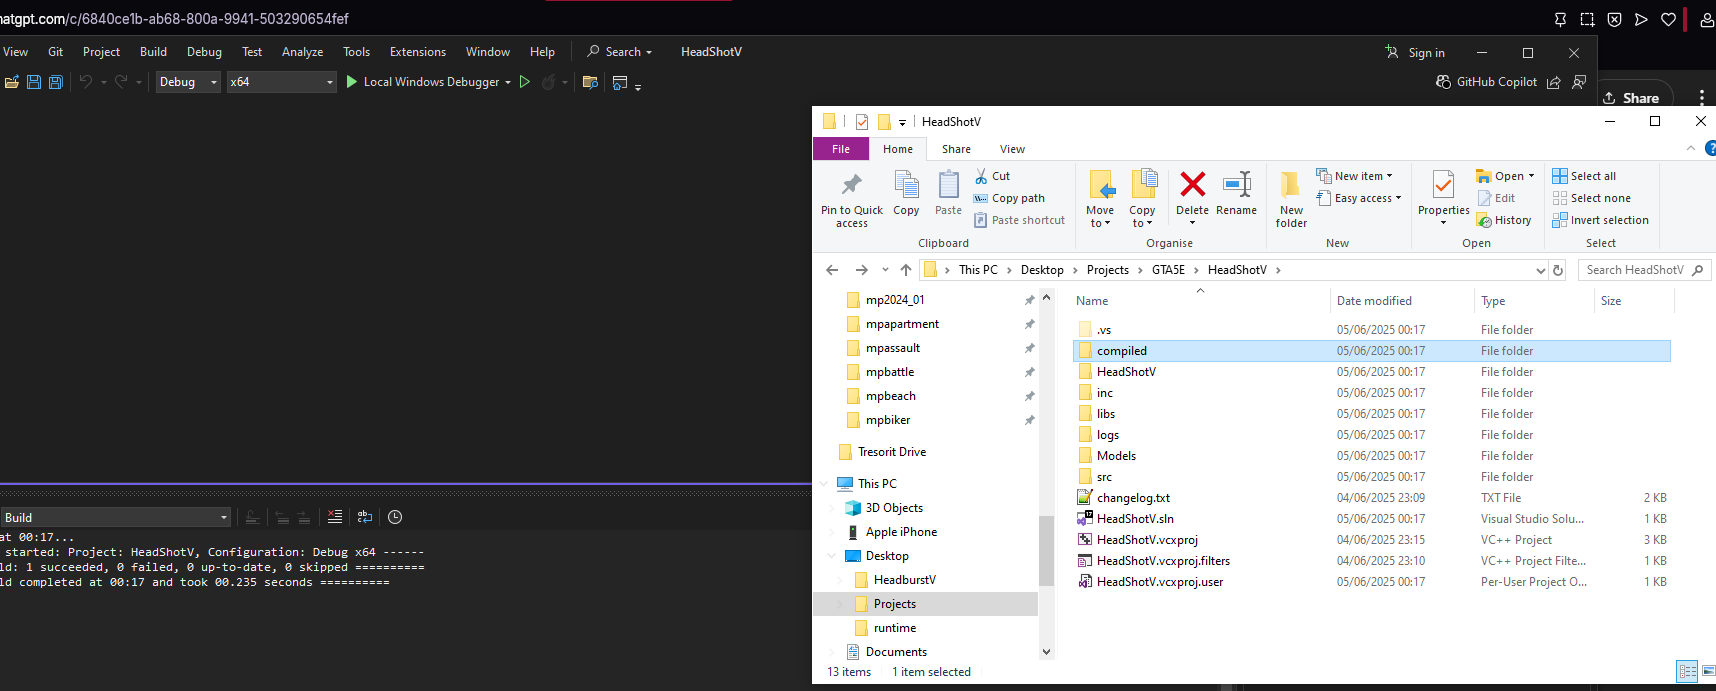 hatgpt.com/c/6840ce1b-ab68-800a-9941-503290654fef
View Git Project Build Debug Test Analyze Tools Extensions Window Help Search HeadShotV Sign in
Debug x64 Local Windows Debugger GitHub Copilot
Share
HeadShotV
File Home Share View
Pin to Quick access
Copy
Paste
Cut
Copy path
Paste shortcut
Clipboard
Move to
Copy to
Delete
Rename
Organise
New folder
New item
Easy access
New
Properties
Open
Edit
History
Open
Select all
Select none
Invert selection
Select
This PC > Desktop > Projects > GTA5E > HeadShotV >
Search HeadShotV
mp2024_01
mpapartment
mpassault
mpbattle
mpbeach
mpbiker
Tresorit Drive
This PC
3D Objects
Apple iPhone
Desktop
HeadburstV
Projects
runtime
Documents
Name Date modified Type Size
.vs 05/06/2025 00:17 File folder
compiled 05/06/2025 00:17 File folder
HeadShotV 05/06/2025 00:17 File folder
inc 05/06/2025 00:17 File folder
libs 05/06/2025 00:17 File folder
logs 05/06/2025 00:17 File folder
Models 05/06/2025 00:17 File folder
src 05/06/2025 00:17 File folder
changelog.txt 04/06/2025 23:09 TXT File 2 KB
HeadShotV.sln 05/06/2025 00:17 Visual Studio Solu... 1 KB
HeadShotV.vcxproj 04/06/2025 23:15 VC++ Project 3 KB
HeadShotV.vcxproj.filters 04/06/2025 23:10 VC++ Project Filte... 1 KB
HeadShotV.vcxproj.user 05/06/2025 00:17 Per-User Project O... 1 KB
13 items 1 item selected
Build
at 00:17...
started: Project: HeadShotV, Configuration: Debug x64 ------
ld: 1 succeeded, 0 failed, 0 up-to-date, 0 skipped ==========
ld completed at 00:17 and took 00.235 seconds ==========